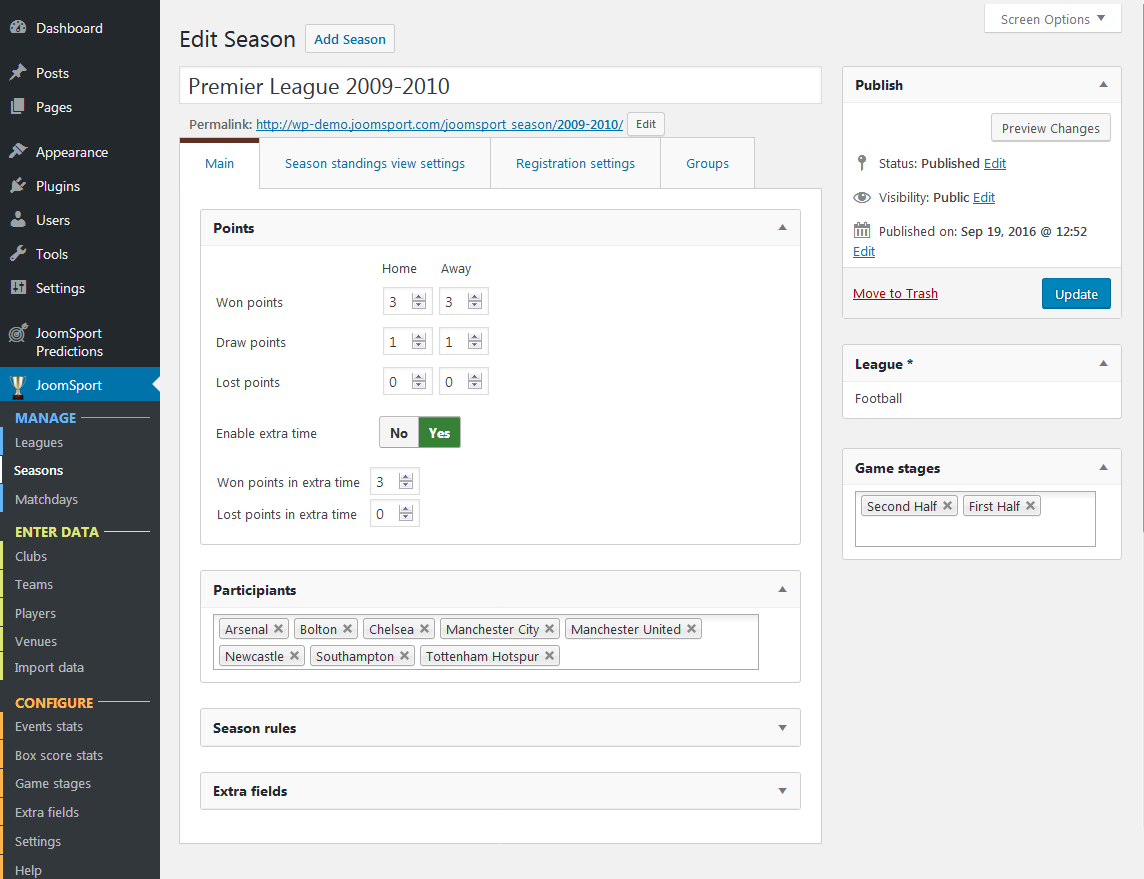 Dashboard
Posts
Pages
Appearance
Plugins
Users
Tools
Settings
JoomSport
Predictions
JoomSport
MANAGE
Leagues
Seasons
Matchdays
ENTER DATA
Clubs
Teams
Players
Venues
Import data
CONFIGURE
Events stats
Box score stats
Game stages
Extra fields
Settings
Help
Screen Options
Edit Season Add Season
Premier League 2009-2010
Permalink: http://wp-demo.joomsport.com/joomsport_season/2009-2010/ Edit
Main Season standings view settings Registration settings Groups
Points
Home Away
Won points 3 3
Draw points 1 1
Lost points 0 0
Enable extra time No Yes
Won points in extra time 3
Lost points in extra time 0
Participiants
Arsenal Bolton Chelsea Manchester City Manchester United
Newcastle Southampton Tottenham Hotspur
Season rules
Extra fields
Publish
Preview Changes
Status: Published Edit
Visibility: Public Edit
Published on: Sep 19, 2016 @ 12:52
Edit
Move to Trash Update
League *
Football
Game stages
Second Half First Half